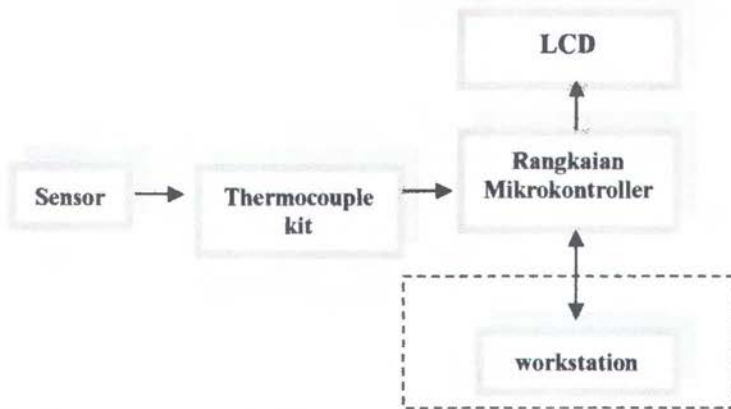 LCD
Rangkaian
Mikrokontroller
Sensor
Thermocouple
kit
workstation